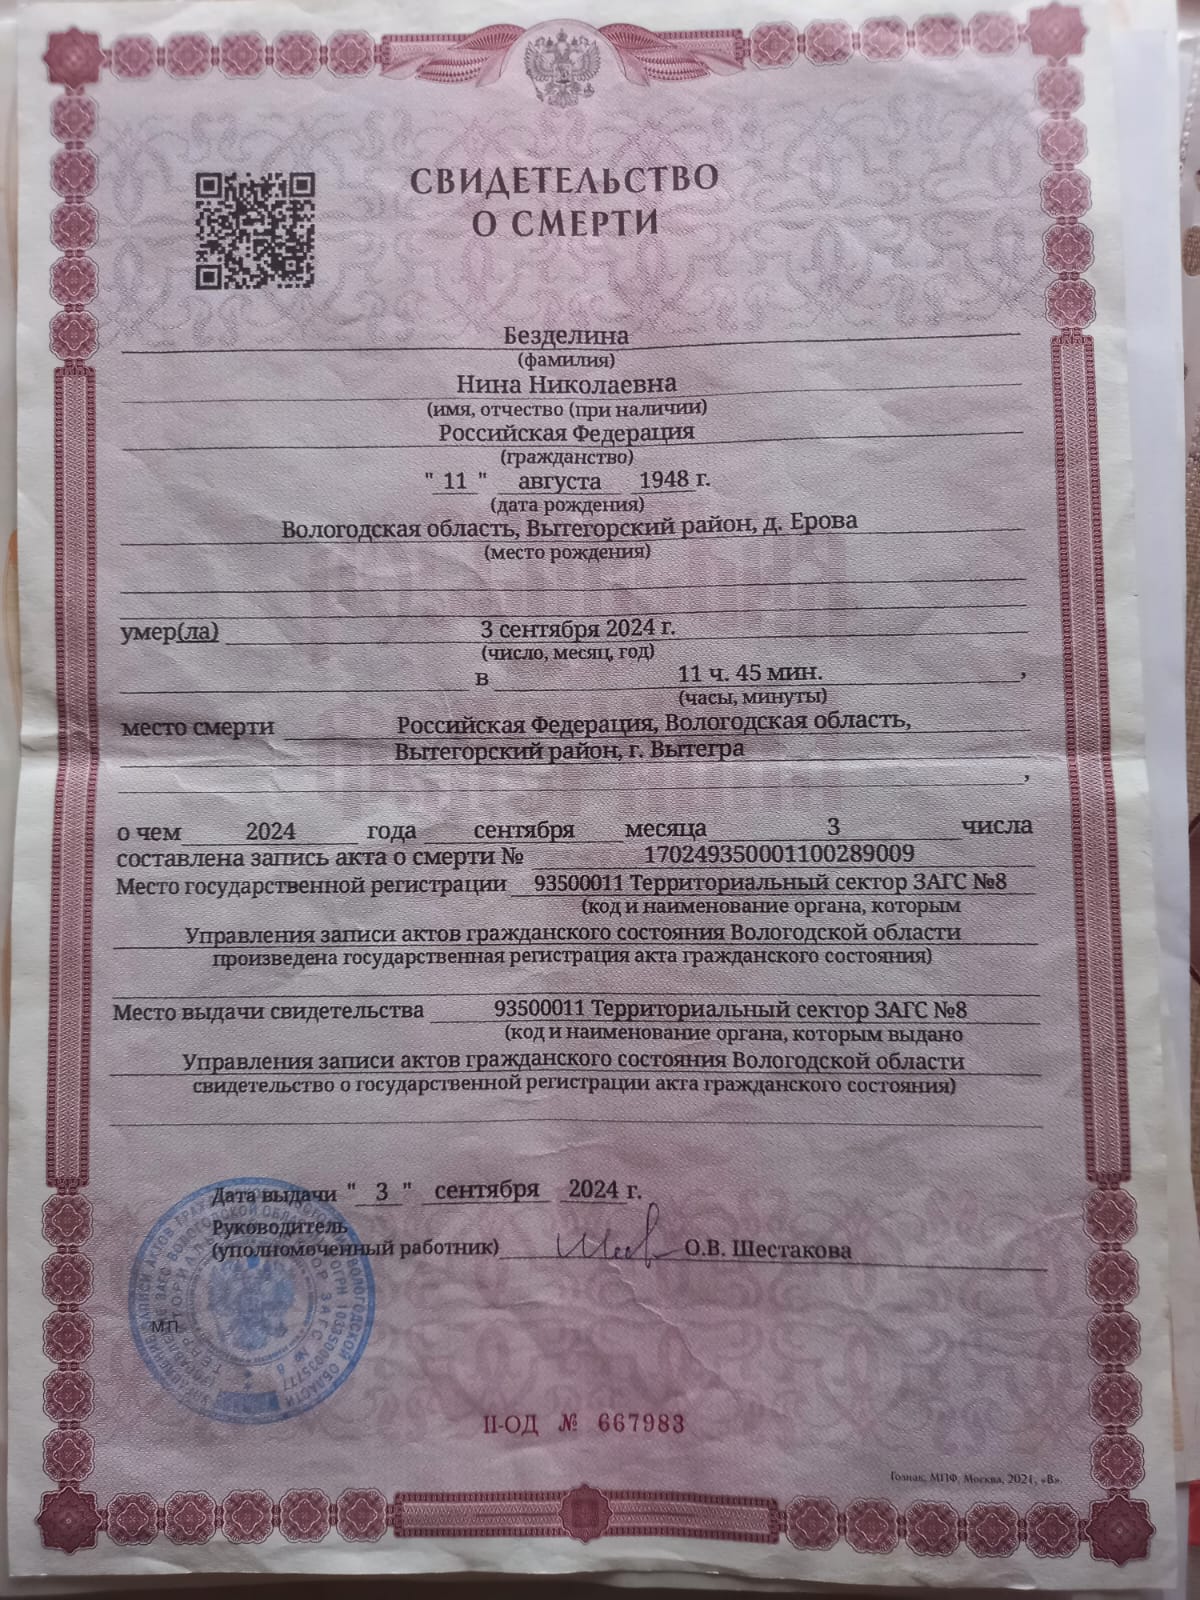 СВИДЕТЕЛЬСТВО
О СМЕРТИ
Безделина
(фамилия)
Нина Николаевна
(имя, отчество (при наличии)
Российская Федерация
(гражданство)
" 11 " августа 1948 г.
(дата рождения)
Вологодская область, Вытегорский район, д. Ерова
(место рождения)
умер(ла) 3 сентября 2024 г.
(число, месяц, год)
в 11 ч. 45 мин.,
(часы, минуты)
место смерти Российская Федерация, Вологодская область,
Вытегорский район, г. Вытегра
,
о чем 2024 года сентября месяца 3 числа
составлена запись акта о смерти № 170249350001100289009
Место государственной регистрации 93500011 Территориальный сектор ЗАГС №8
(код и наименование органа, которым
Управления записи актов гражданского состояния Вологодской области
произведена государственная регистрация акта гражданского состояния)
Место выдачи свидетельства 93500011 Территориальный сектор ЗАГС №8
(код и наименование органа, которым выдано
Управления записи актов гражданского состояния Вологодской области
свидетельство о государственной регистрации акта гражданского состояния)
Дата выдачи " 3 " сентября 2024 г.
Руководитель
(уполномоченный работник) О.В. Шестакова
М.П.
II-ОД № 667983
Гознак, МПФ, Москва, 2021, «В».